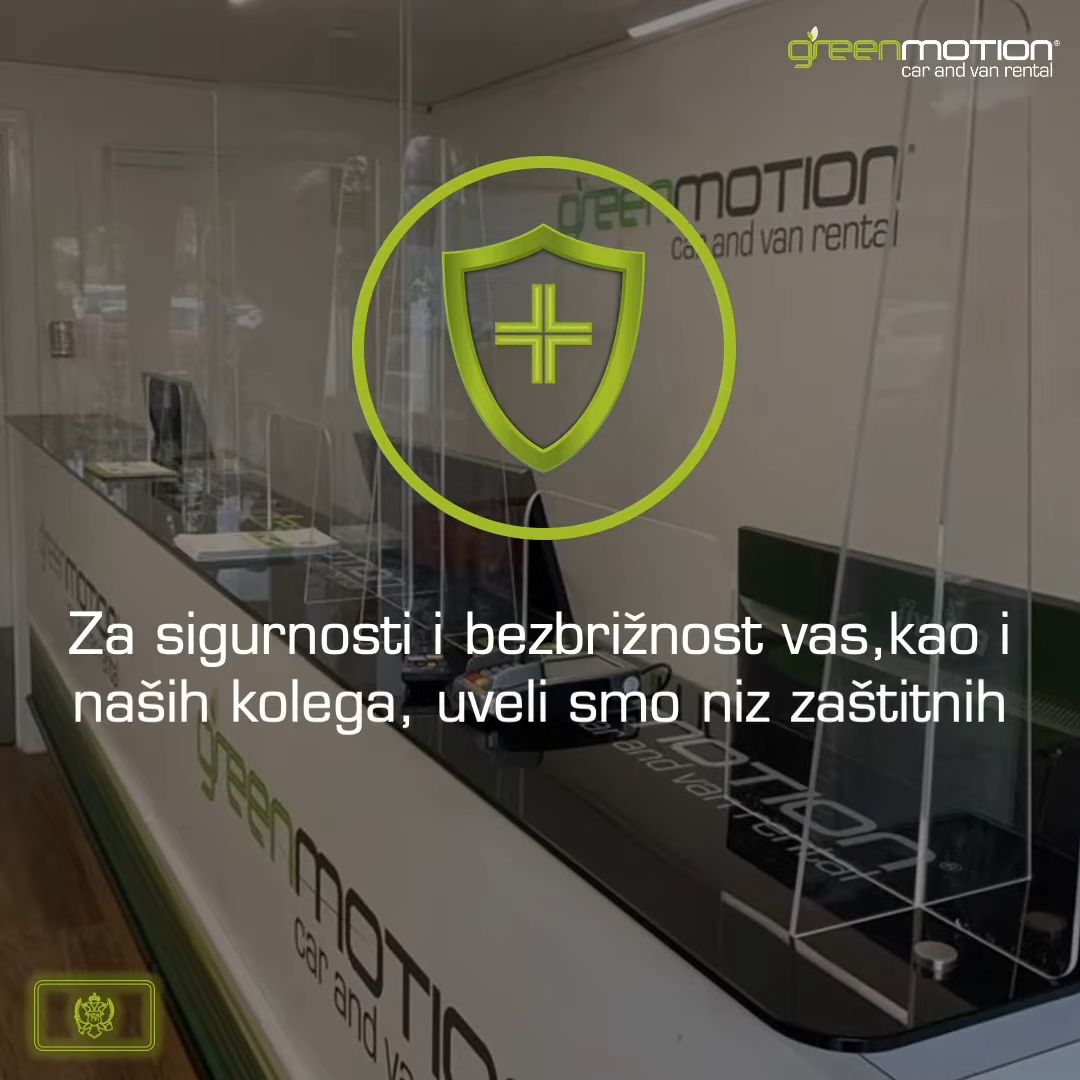 greenmotion®
car and van rental
greenmotion
car and van rental
Za sigurnosti i bezbrižnost vas,kao i
naših kolega, uveli smo niz zaštitnih
greenmotion
car and van rental
motion®
car and van rental